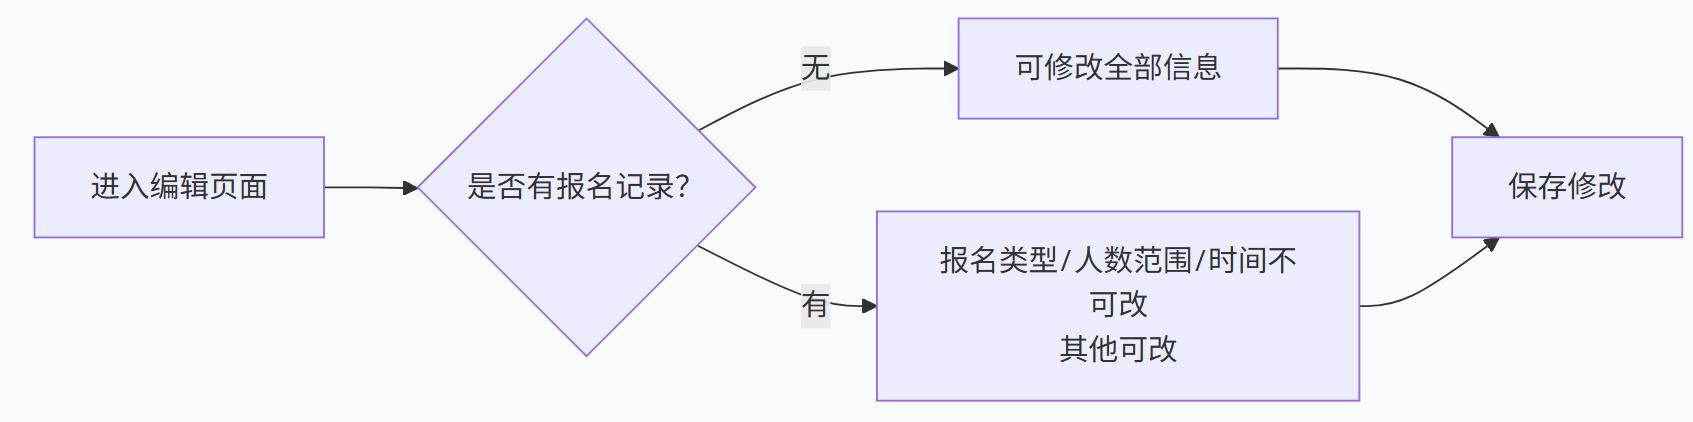 进入编辑页面
是否有报名记录?
无
可修改全部信息
有
报名类型/人数范围/时间不
可改
其他可改
保存修改